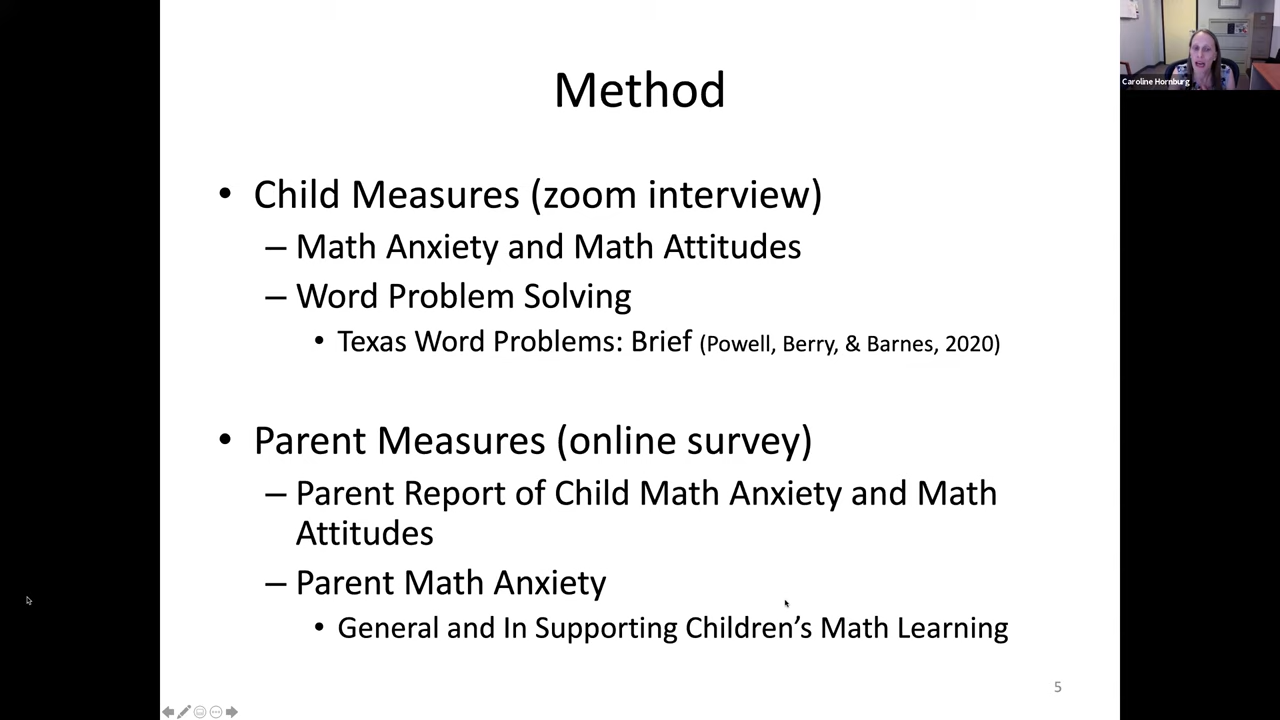 Method
• Child Measures (zoom interview)
– Math Anxiety and Math Attitudes
– Word Problem Solving
• Texas Word Problems: Brief (Powell, Berry, & Barnes, 2020)
• Parent Measures (online survey)
– Parent Report of Child Math Anxiety and Math
Attitudes
– Parent Math Anxiety
• General and In Supporting Children’s Math Learning
5
Caroline Hornburg